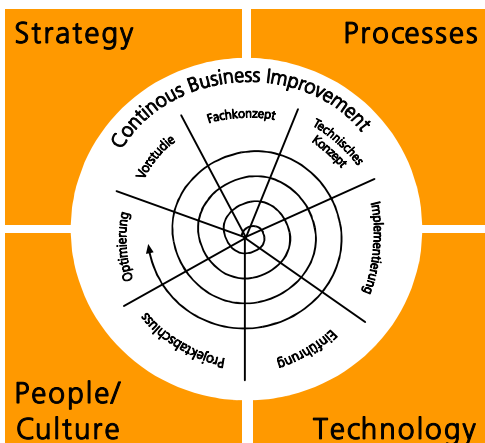 Strategy
Processes
Continous Business Improvement
Fachkonzept
Technisches
Konzept
Vorstudie
Implementierung
Optimierung
Einführung
Projektabschluss
People/
Culture
Technology